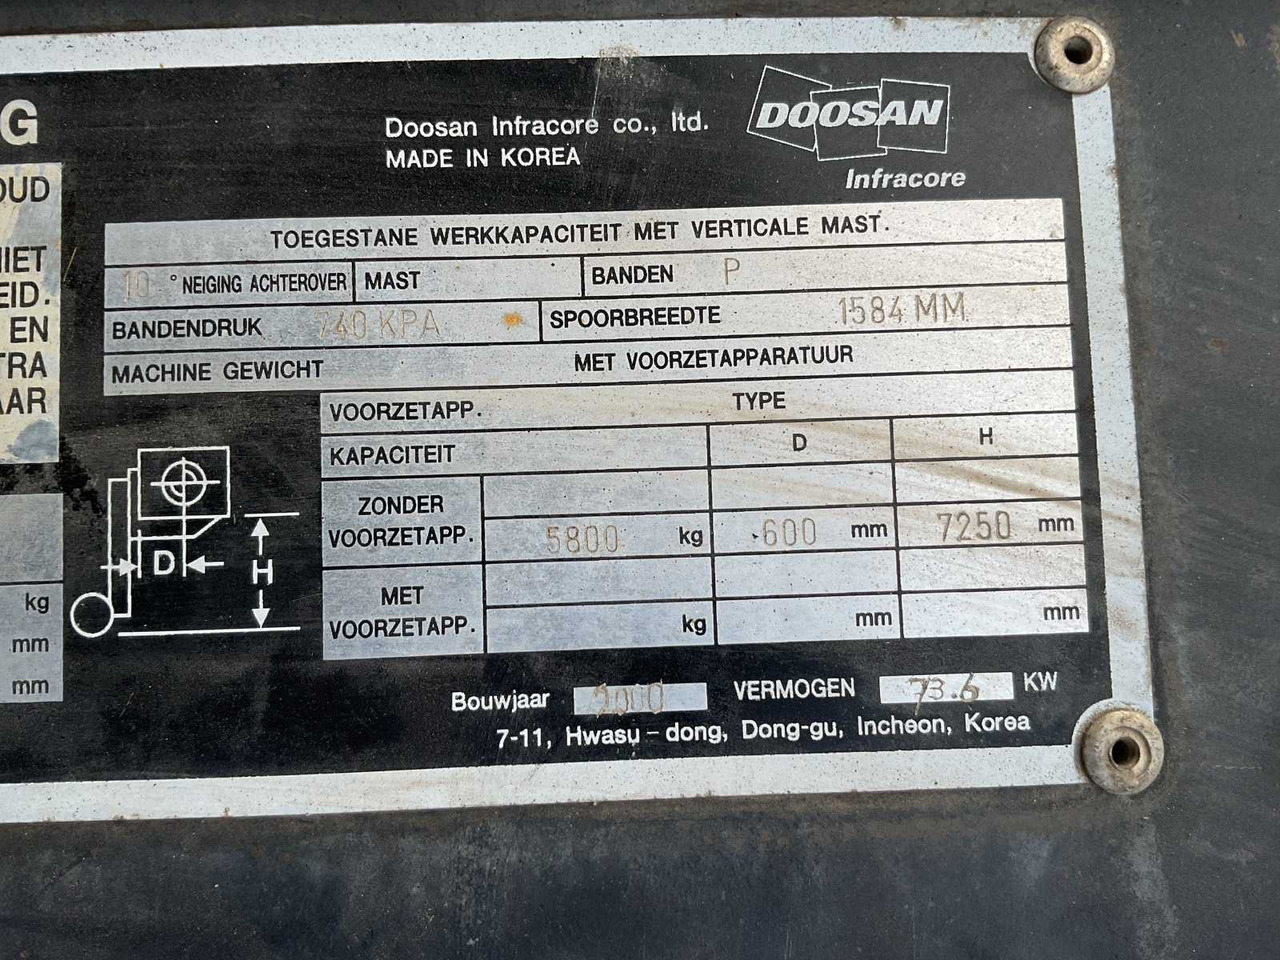 G
OUD
NIET
EID.
EN
TRA
AAR
kg
mm
mm
Doosan Infracore co., ltd.
MADE IN KOREA
DOOSAN
Infracore
TOEGESTANE WERKKAPACITEIT MET VERTICALE MAST.
10 ° NEIGING ACHTEROVER MAST BANDEN P
BANDENDRUK 740 KPA SPOORBREEDTE 1584 MM
MACHINE GEWICHT MET VOORZETAPPARATUUR
VOORZETAPP. TYPE
KAPACITEIT D H
ZONDER
VOORZETAPP. 5800 kg 600 mm 7250 mm
MET
VOORZETAPP. kg mm mm
D
H
Bouwjaar VERMOGEN 73.6 KW
7-11, Hwasu-dong, Dong-gu, Incheon, Korea